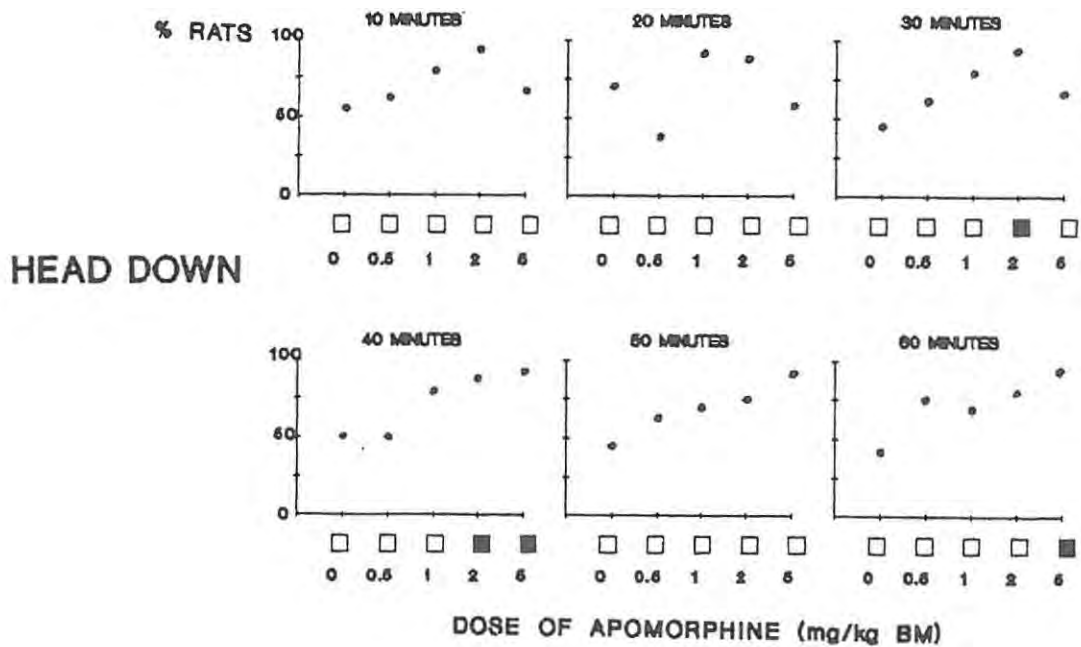 % RATS
10 MINUTES
20 MINUTES
30 MINUTES
100
50
0
0 0.5 1 2 5
0 0.5 1 2 5
0 0.5 1 2 5
HEAD DOWN
40 MINUTES
50 MINUTES
60 MINUTES
100
50
0
0 0.5 1 2 5
0 0.5 1 2 5
0 0.5 1 2 5
DOSE OF APOMORPHINE (mg/kg BM)